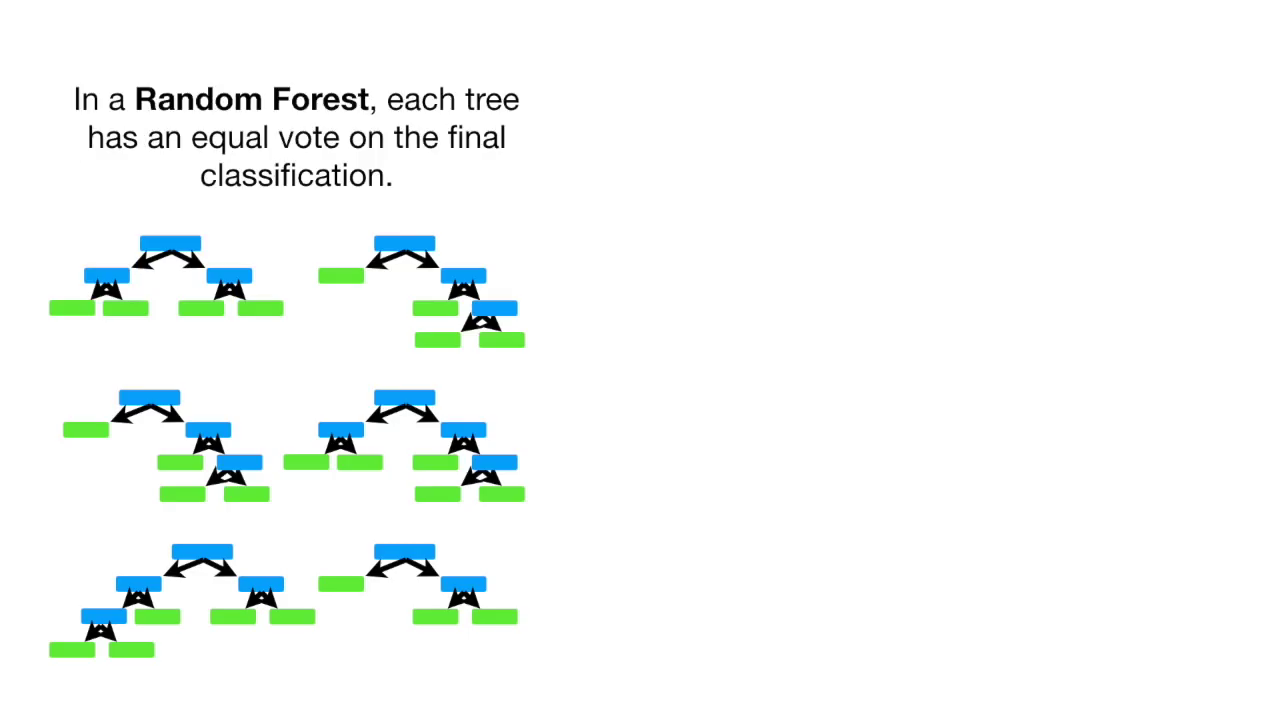 In a Random Forest, each tree
has an equal vote on the final
classification.